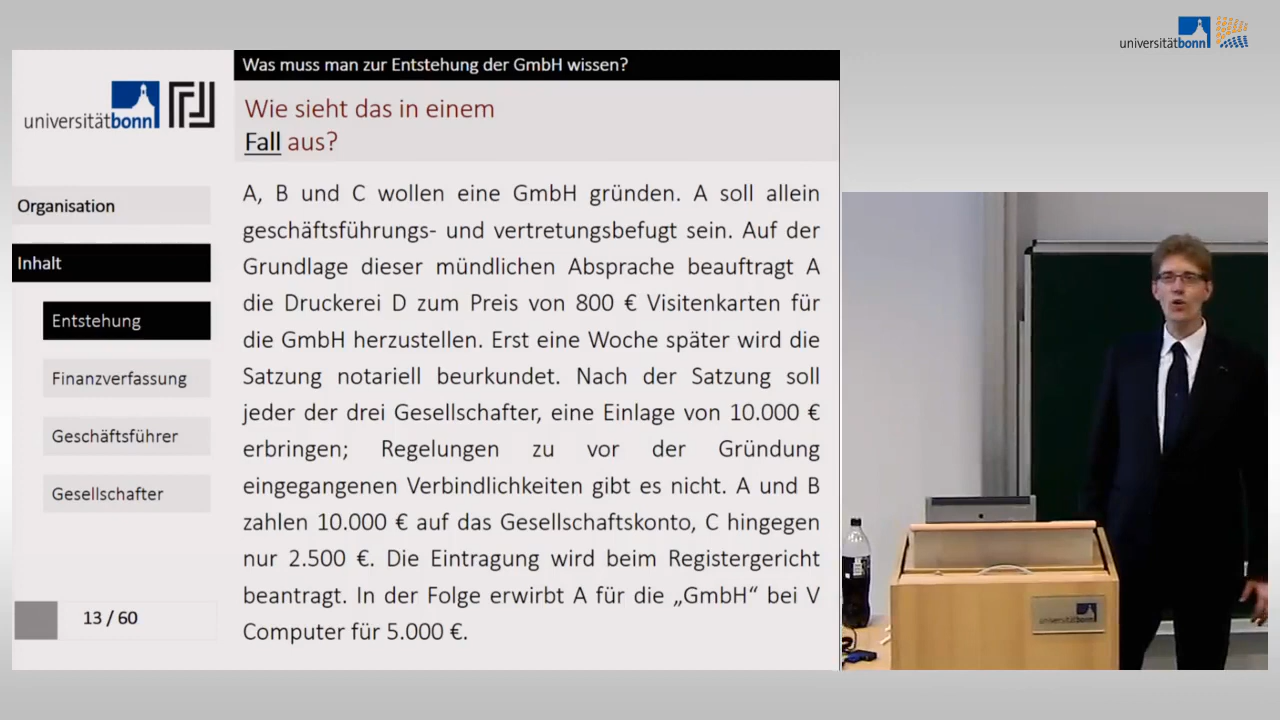 universitätbonn
Was muss man zur Entstehung der GmbH wissen?
universitätbonn
Wie sieht das in einem
Fall aus?
Organisation
Inhalt
Entstehung
Finanzverfassung
Geschäftsführer
Gesellschafter
13 / 60
A, B und C wollen eine GmbH gründen. A soll allein
geschäftsführungs- und vertretungsbefugt sein. Auf der
Grundlage dieser mündlichen Absprache beauftragt A
die Druckerei D zum Preis von 800 € Visitenkarten für
die GmbH herzustellen. Erst eine Woche später wird die
Satzung notariell beurkundet. Nach der Satzung soll
jeder der drei Gesellschafter, eine Einlage von 10.000 €
erbringen; Regelungen zu vor der Gründung
eingegangenen Verbindlichkeiten gibt es nicht. A und B
zahlen 10.000 € auf das Gesellschaftskonto, C hingegen
nur 2.500 €. Die Eintragung wird beim Registergericht
beantragt. In der Folge erwirbt A für die „GmbH“ bei V
Computer für 5.000 €.
universitätbonn